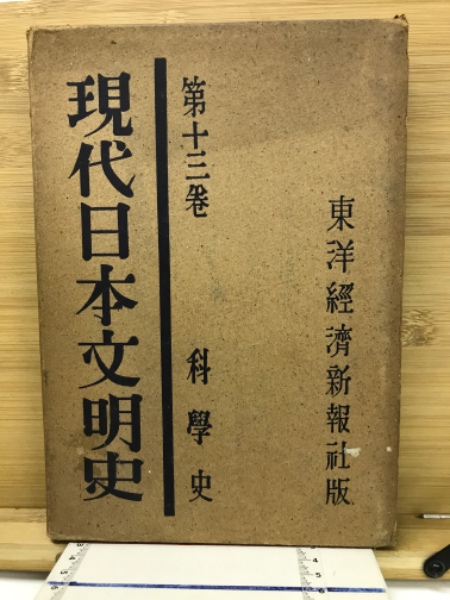 現代日本文明史
第十三卷 科學史
東洋經濟新報社版